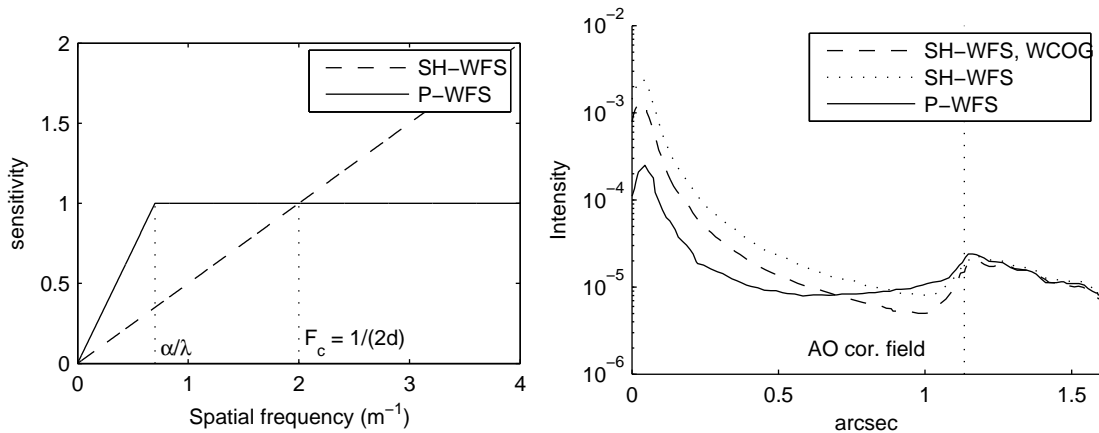 2
1.5
1
0.5
0
sensitivity
SH−WFS
P−WFS
α/λ
F_c = 1/(2d)
0 1 2 3 4
Spatial frequency (m⁻¹)
10⁻²
10⁻³
10⁻⁴
10⁻⁵
10⁻⁶
Intensity
SH−WFS, WCOG
SH−WFS
P−WFS
AO cor. field
0 0.5 1 1.5
arcsec